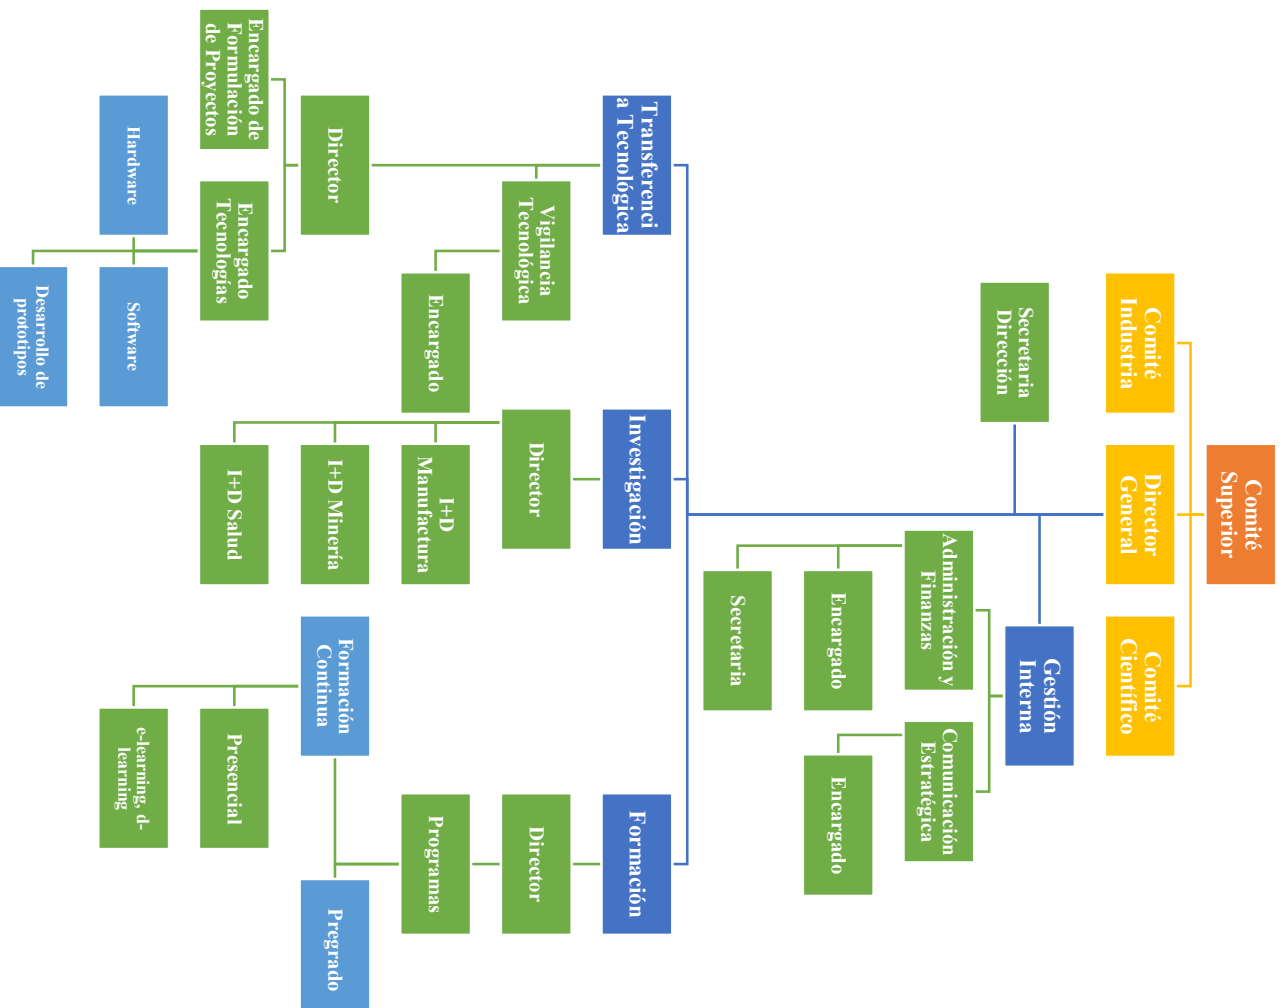 Comité
Superior
Comité
Industria
Director
General
Comité
Científico
Secretaria
Dirección
Gestión
Interna
Administración y
Finanzas
Encargado
Secretaria
Comunicación
Estratégica
Encargado
Transferenci
a Tecnológica
Vigilancia
Tecnológica
Encargado
Director
Encargado de
Formulación
de Proyectos
Encargado
Tecnologías
Hardware
Software
Desarrollo de
prototipos
Investigación
Director
I+D
Manufactura
I+D Minería
I+D Salud
Formación
Director
Programas
Formación
Continua
Presencial
e-learning, d-
learning
Pregrado